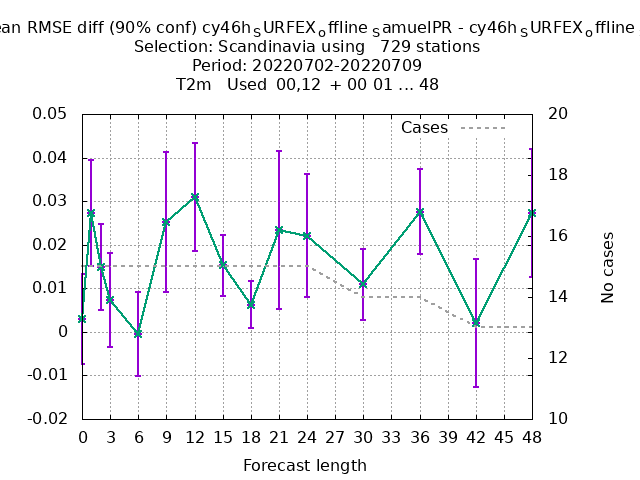 ean RMSE diff (90% conf) cy46h_SURFEX_offline_SamuelPR - cy46h_SURFEX_offline
Selection: Scandinavia using 729 stations
Period: 20220702-20220709
T2m Used 00,12 + 00 01 ... 48
Cases
0.05
0.04
0.03
0.02
0.01
0
-0.01
-0.02
20
18
16
14
12
10
No cases
0 3 6 9 12 15 18 21 24 27 30 33 36 39 42 45 48
Forecast length